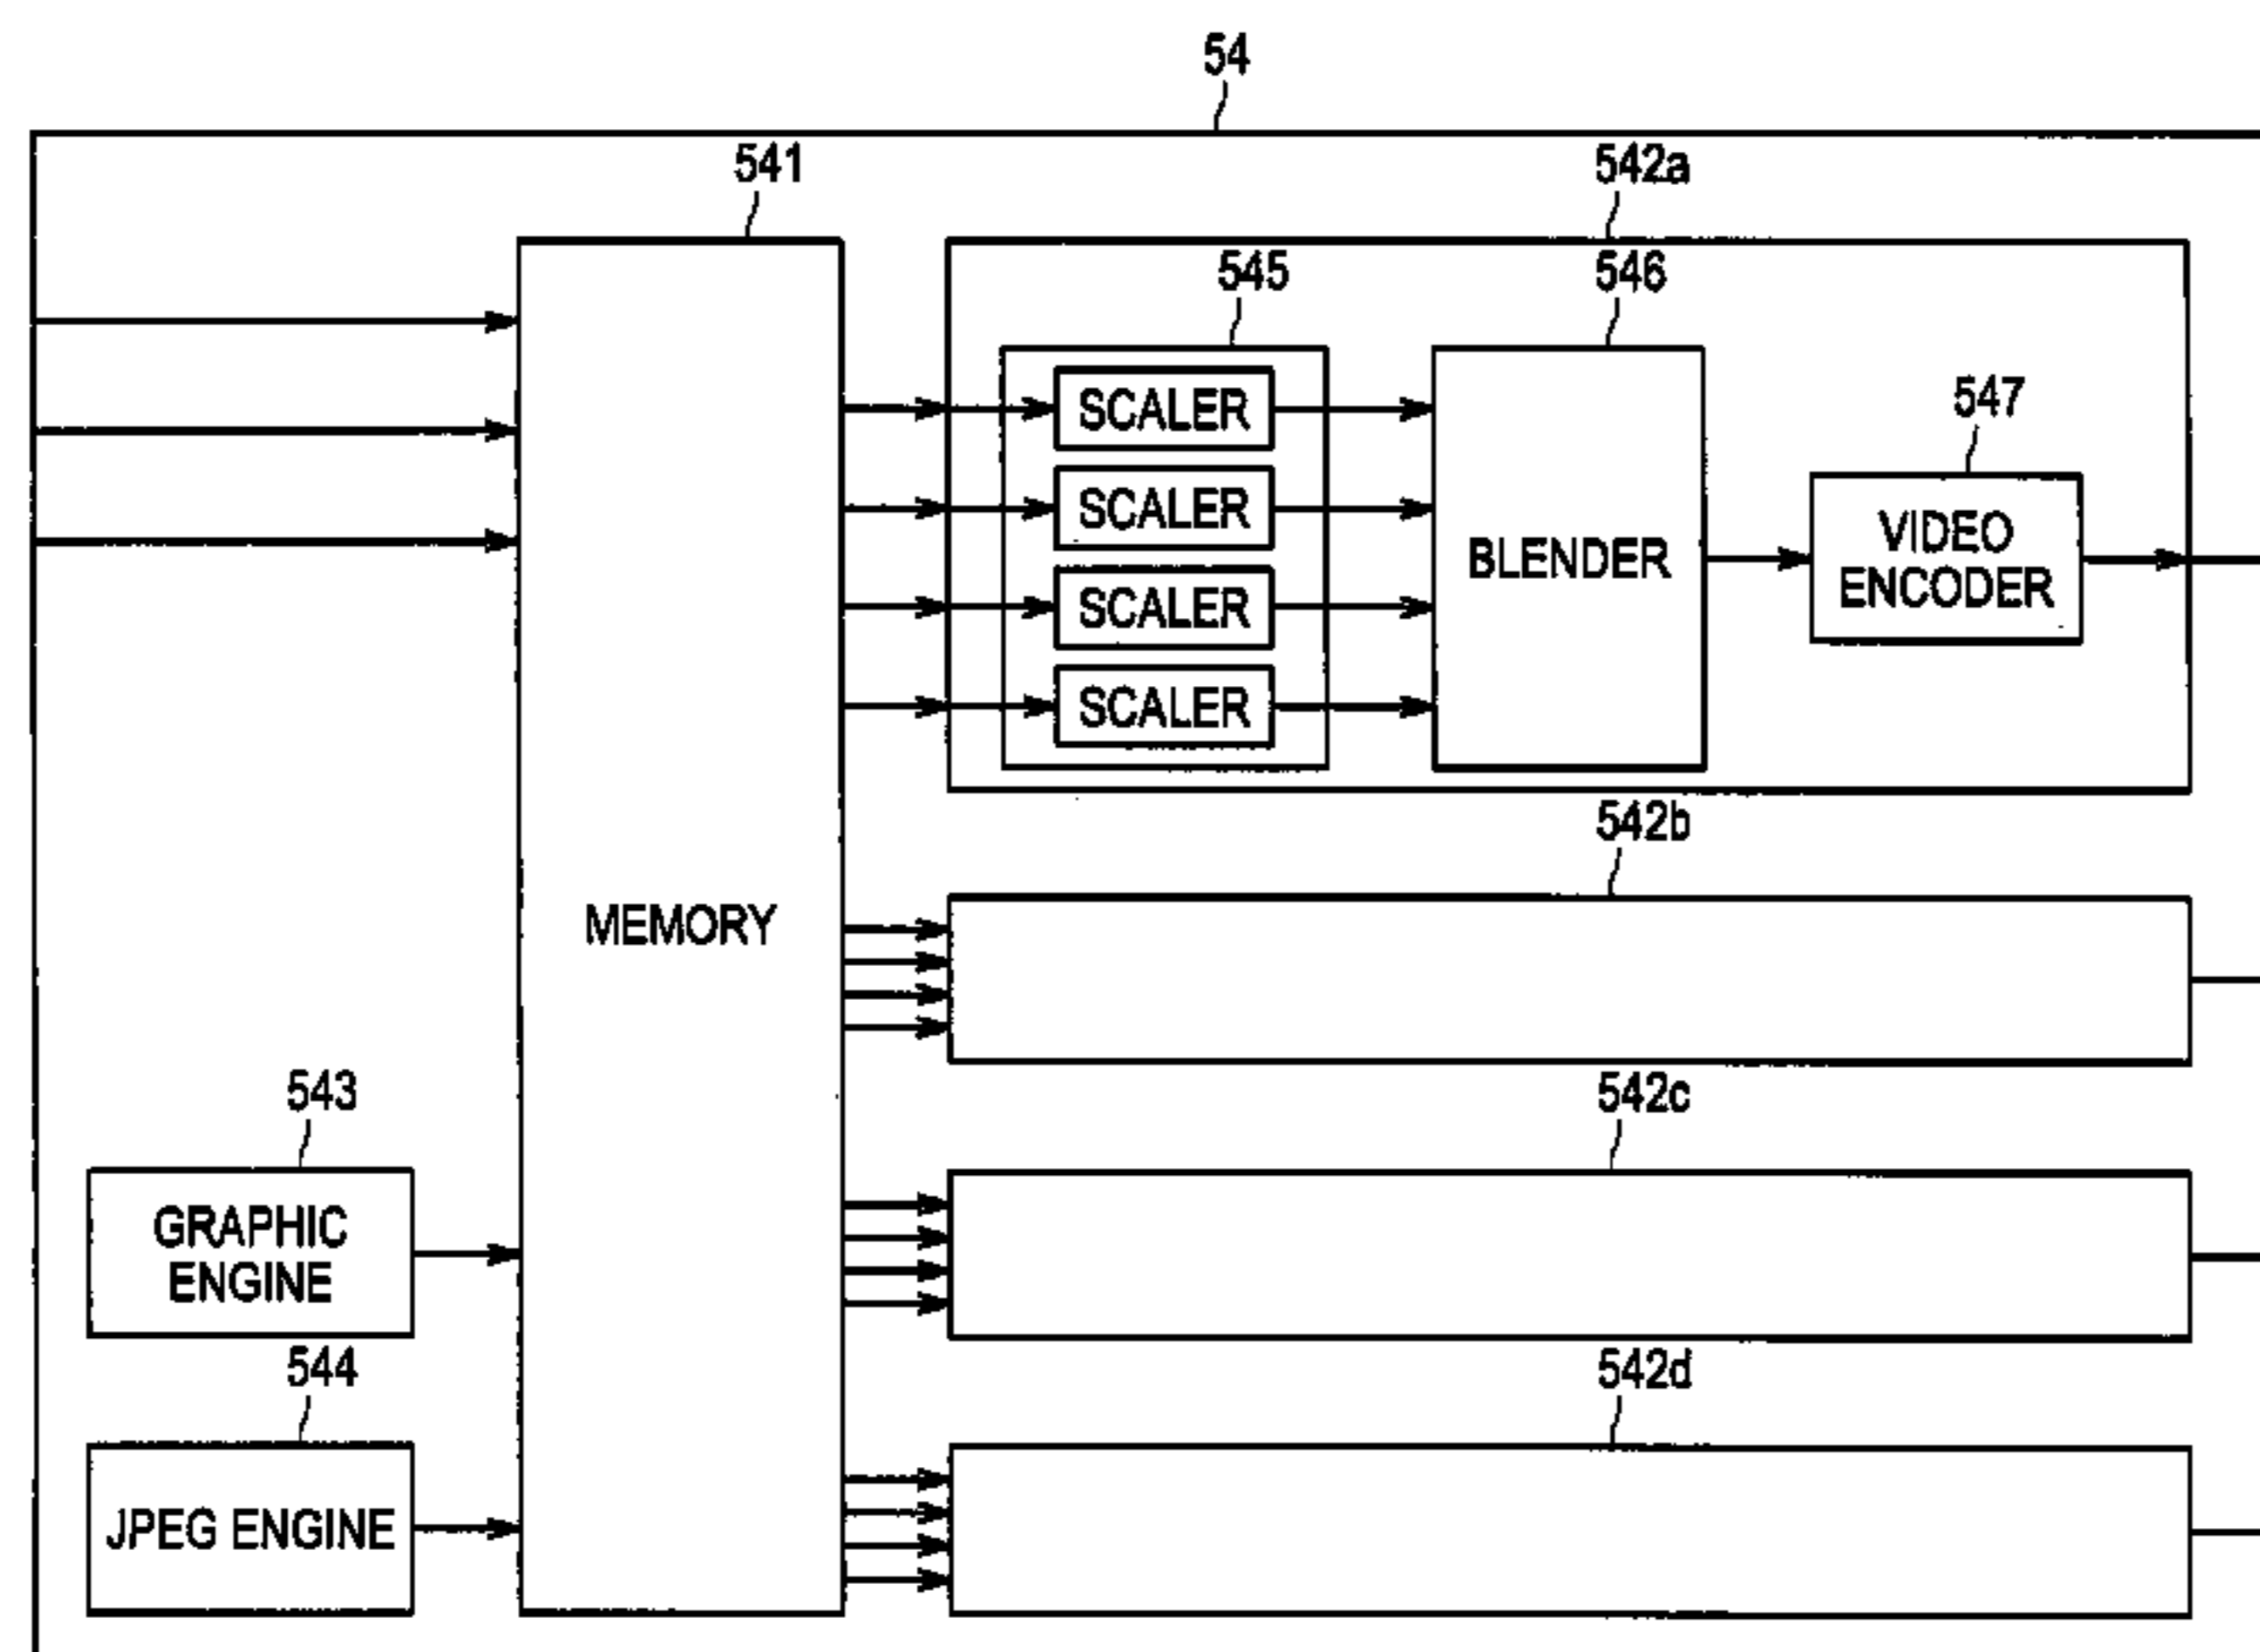 54
541
542a
545
546
547
SCALER
SCALER
SCALER
SCALER
BLENDER
VIDEO
ENCODER
542b
MEMORY
542c
543
GRAPHIC
ENGINE
542d
544
JPEG ENGINE